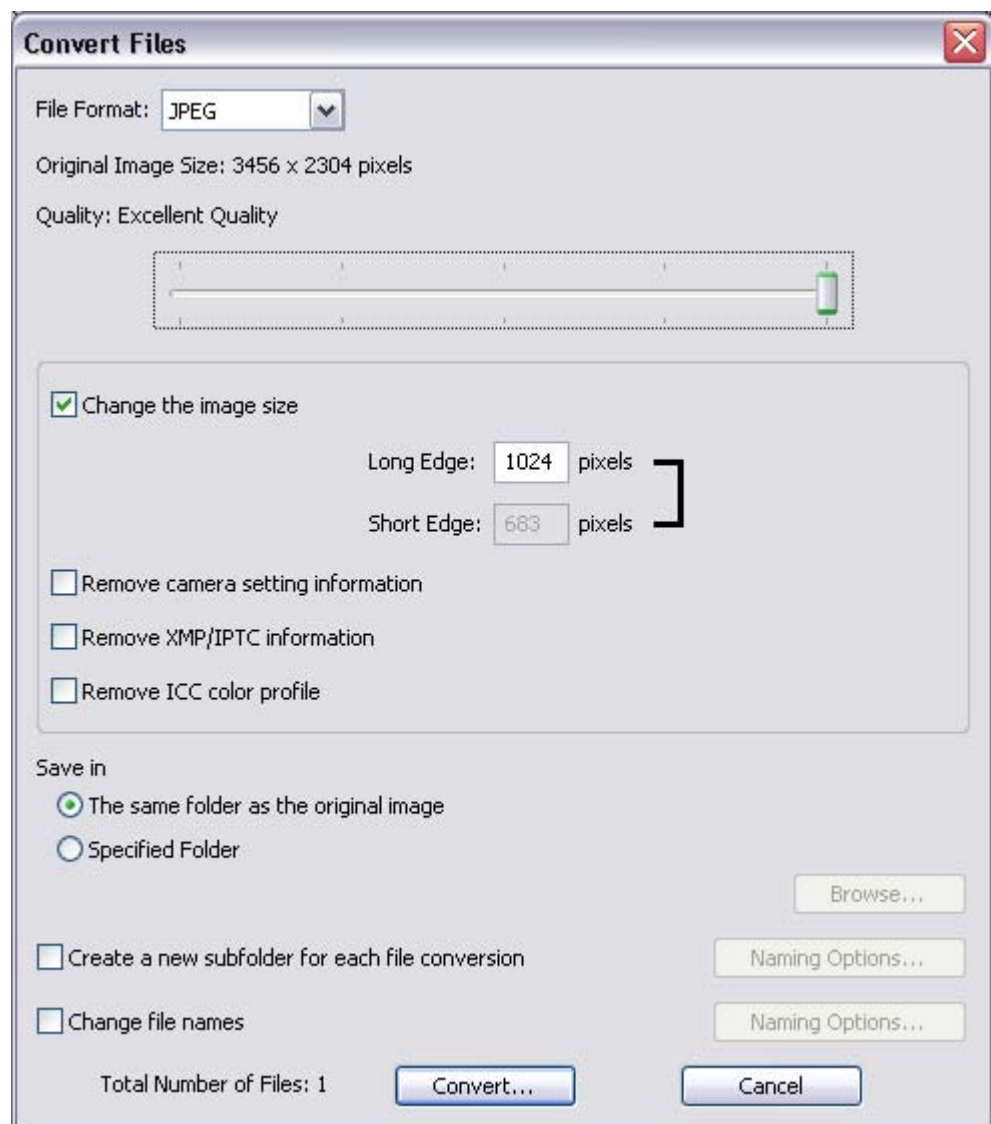 Convert Files
File Format: JPEG
Original Image Size: 3456 x 2304 pixels
Quality: Excellent Quality
Change the image size
Long Edge: 1024 pixels
Short Edge: 683 pixels
Remove camera setting information
Remove XMP/IPTC information
Remove ICC color profile
Save in
The same folder as the original image
Specified Folder
Browse...
Create a new subfolder for each file conversion Naming Options...
Change file names Naming Options...
Total Number of Files: 1 Convert... Cancel